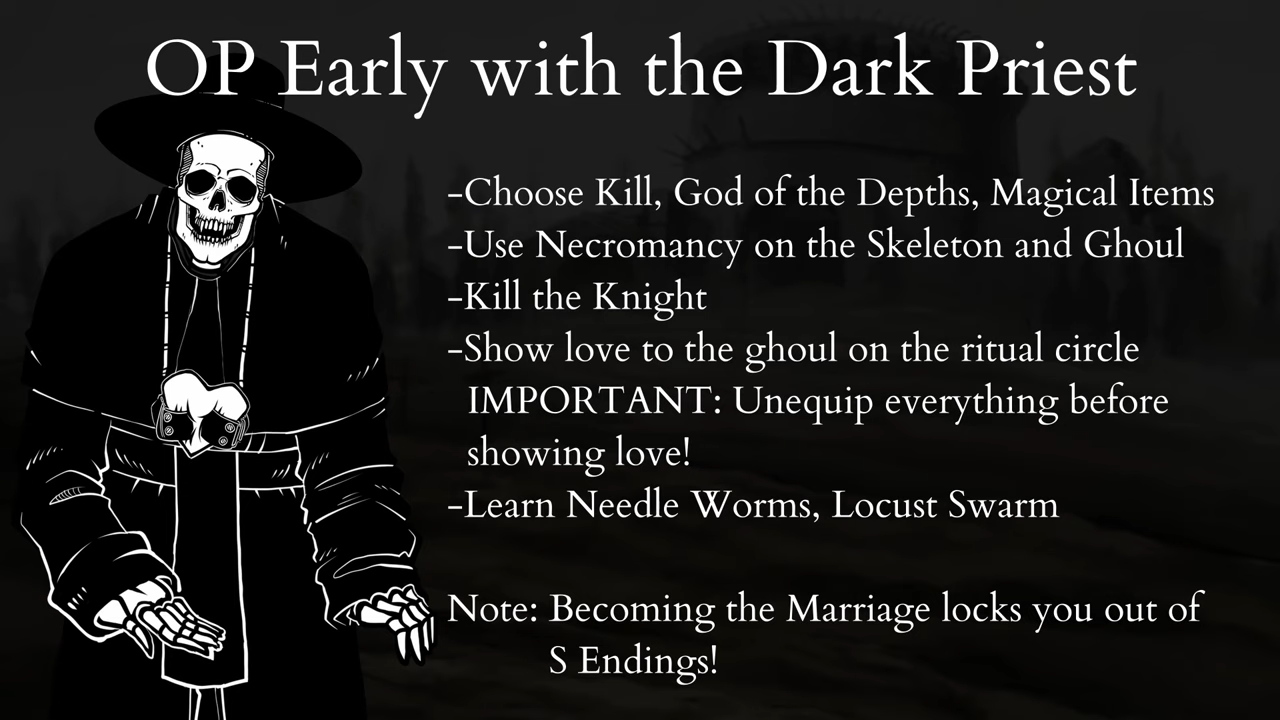 OP Early with the Dark Priest
-Choose Kill, God of the Depths, Magical Items
-Use Necromancy on the Skeleton and Ghoul
-Kill the Knight
-Show love to the ghoul on the ritual circle
IMPORTANT: Unequip everything before
showing love!
-Learn Needle Worms, Locust Swarm
Note: Becoming the Marriage locks you out of
S Endings!